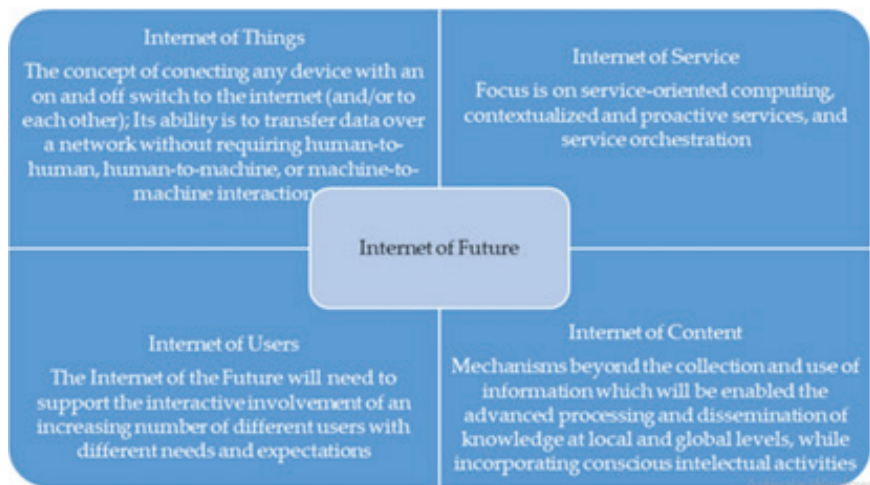 Internet of Things
The concept of conecting any device with an
on and off switch to the internet (and/or to
each other); Its ability is to transfer data over
a network without requiring human-to-
human, human-to-machine, or machine-to-
machine interaction
Internet of Service
Focus is on service-oriented computing,
contextualized and proactive services, and
service orchestration
Internet of Future
Internet of Users
The Internet of the Future will need to
support the interactive involvement of an
increasing number of different users with
different needs and expectations
Internet of Content
Mechanisms beyond the collection and use of
information which will be enabled the
advanced processing and dissemination of
knowledge at local and global levels, while
incorporating conscious intelectual activities